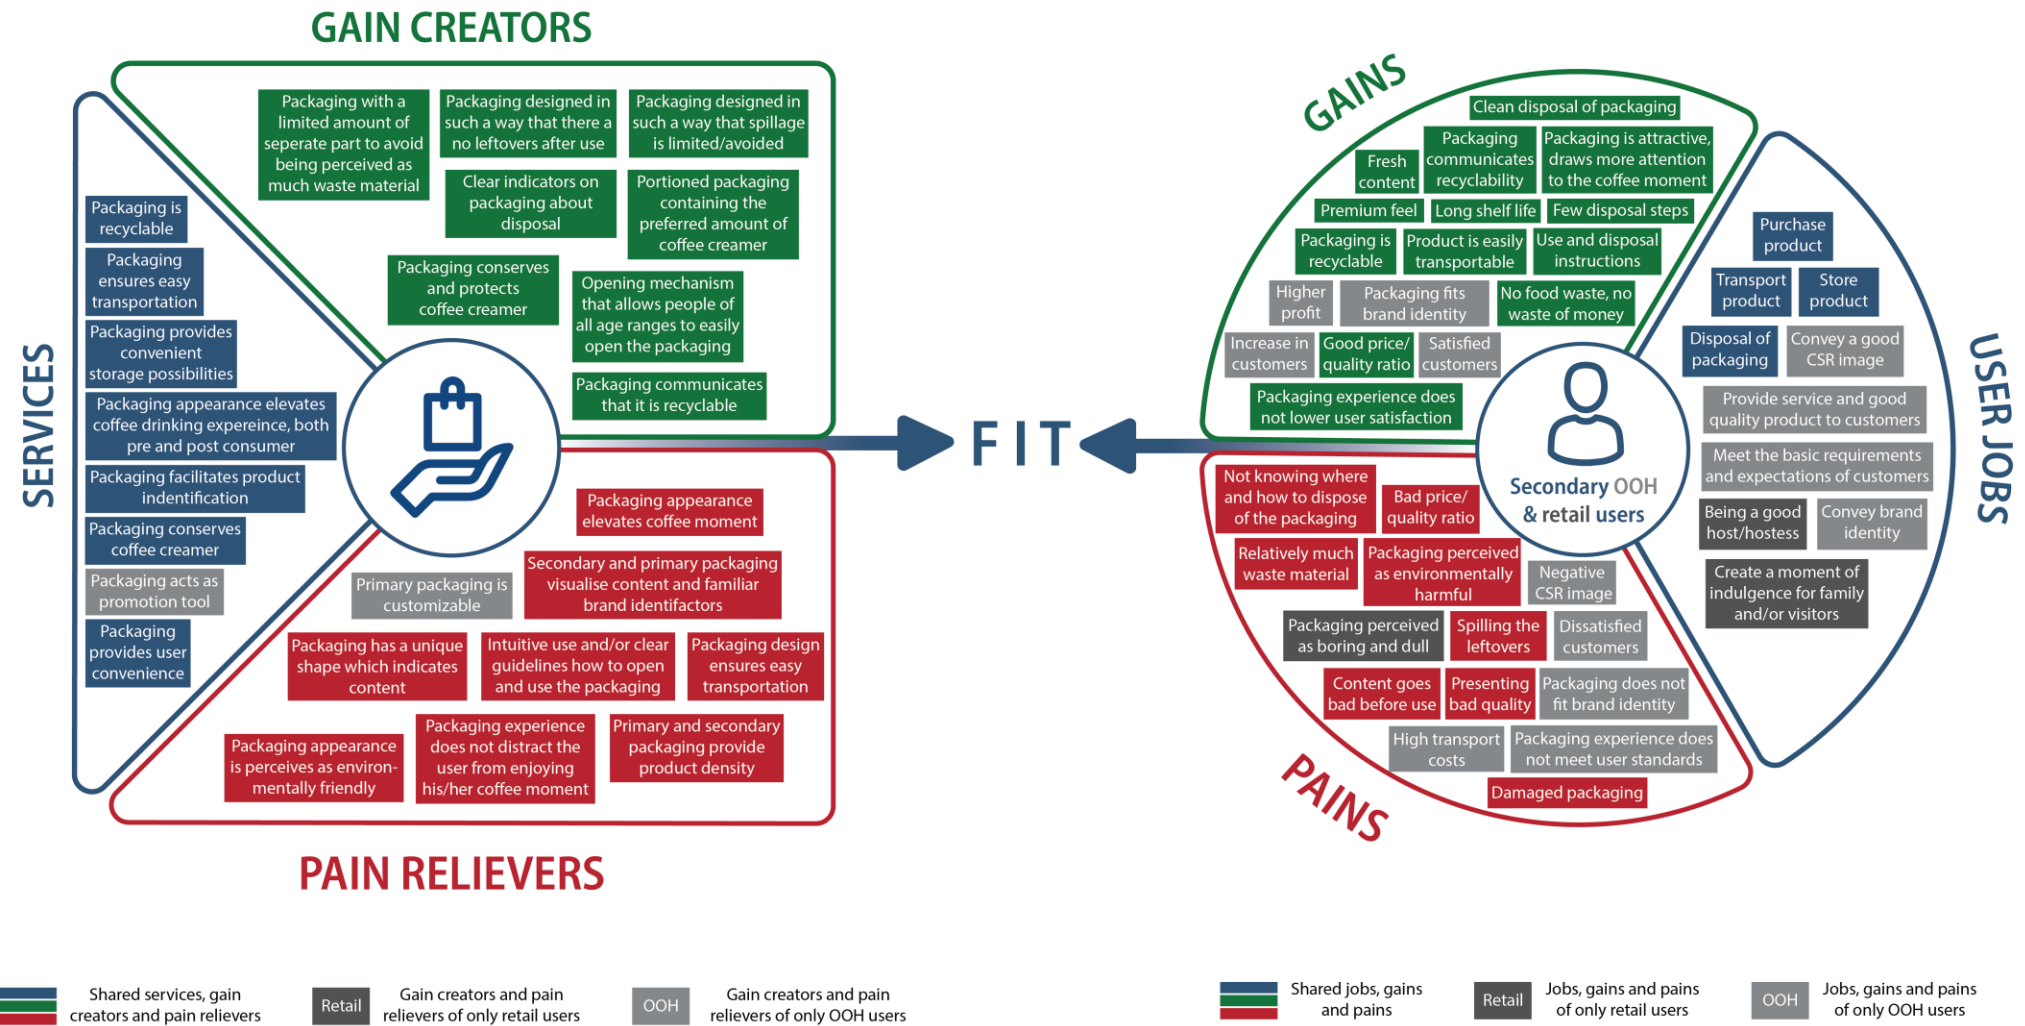 GAIN CREATORS
Packaging with a
limited amount of
seperate part to avoid
being perceived as
much waste material
Packaging designed in
such a way that there a
no leftovers after use
Packaging designed in
such a way that spillage
is limited/avoided
Clear indicators on
packaging about
disposal
Portioned packaging
containing the
preferred amount of
coffee creamer
Packaging conserves
and protects
coffee creamer
Opening mechanism
that allows people of
all age ranges to easily
open the packaging
Packaging communicates
that it is recyclable
SERVICES
Packaging is
recyclable
Packaging
ensures easy
transportation
Packaging provides
convenient
storage possibilities
Packaging appearance elevates
coffee drinking expereince, both
pre and post consumer
Packaging facilitates product
indentification
Packaging conserves
coffee creamer
Packaging acts as
promotion tool
Packaging
provides user
convenience
Packaging appearance
elevates coffee moment
Primary packaging is
customizable
Secondary and primary packaging
visualise content and familiar
brand identifactors
Packaging has a unique
shape which indicates
content
Intuitive use and/or clear
guidelines how to open
and use the packaging
Packaging design
ensures easy
transportation
Packaging appearance
is perceives as environ-
mentally friendly
Packaging experience
does not distract the
user from enjoying
his/her coffee moment
Primary and secondary
packaging provide
product density
PAIN RELIEVERS
FIT
GAINS
Clean disposal of packaging
Fresh
content
Packaging
communicates
recyclability
Packaging is attractive,
draws more attention
to the coffee moment
Premium feel
Long shelf life
Few disposal steps
Packaging is
recyclable
Product is easily
transportable
Use and disposal
instructions
Higher
profit
Packaging fits
brand identity
No food waste, no
waste of money
Increase in
customers
Good price/
quality ratio
Satisfied
customers
Packaging experience does
not lower user satisfaction
Secondary OOH
& retail users
USER JOBS
Purchase
product
Transport
product
Store
product
Disposal of
packaging
Convey a good
CSR image
Provide service and good
quality product to customers
Meet the basic requirements
and expectations of customers
Being a good
host/hostess
Convey brand
identity
Create a moment of
indulgence for family
and/or visitors
Not knowing where
and how to dispose
of the packaging
Bad price/
quality ratio
Relatively much
waste material
Packaging perceived
as environmentally
harmful
Negative
CSR image
Packaging perceived
as boring and dull
Spilling the
leftovers
Dissatisfied
customers
Content goes
bad before use
Presenting
bad quality
Packaging does not
fit brand identity
High transport
costs
Packaging experience does
not meet user standards
Damaged packaging
PAINS
Shared services, gain
creators and pain relievers
Retail
Gain creators and pain
relievers of only retail users
OOH
Gain creators and pain
relievers of only OOH users
Shared jobs, gains
and pains
Retail
Jobs, gains and pains
of only retail users
OOH
Jobs, gains and pains
of only OOH users